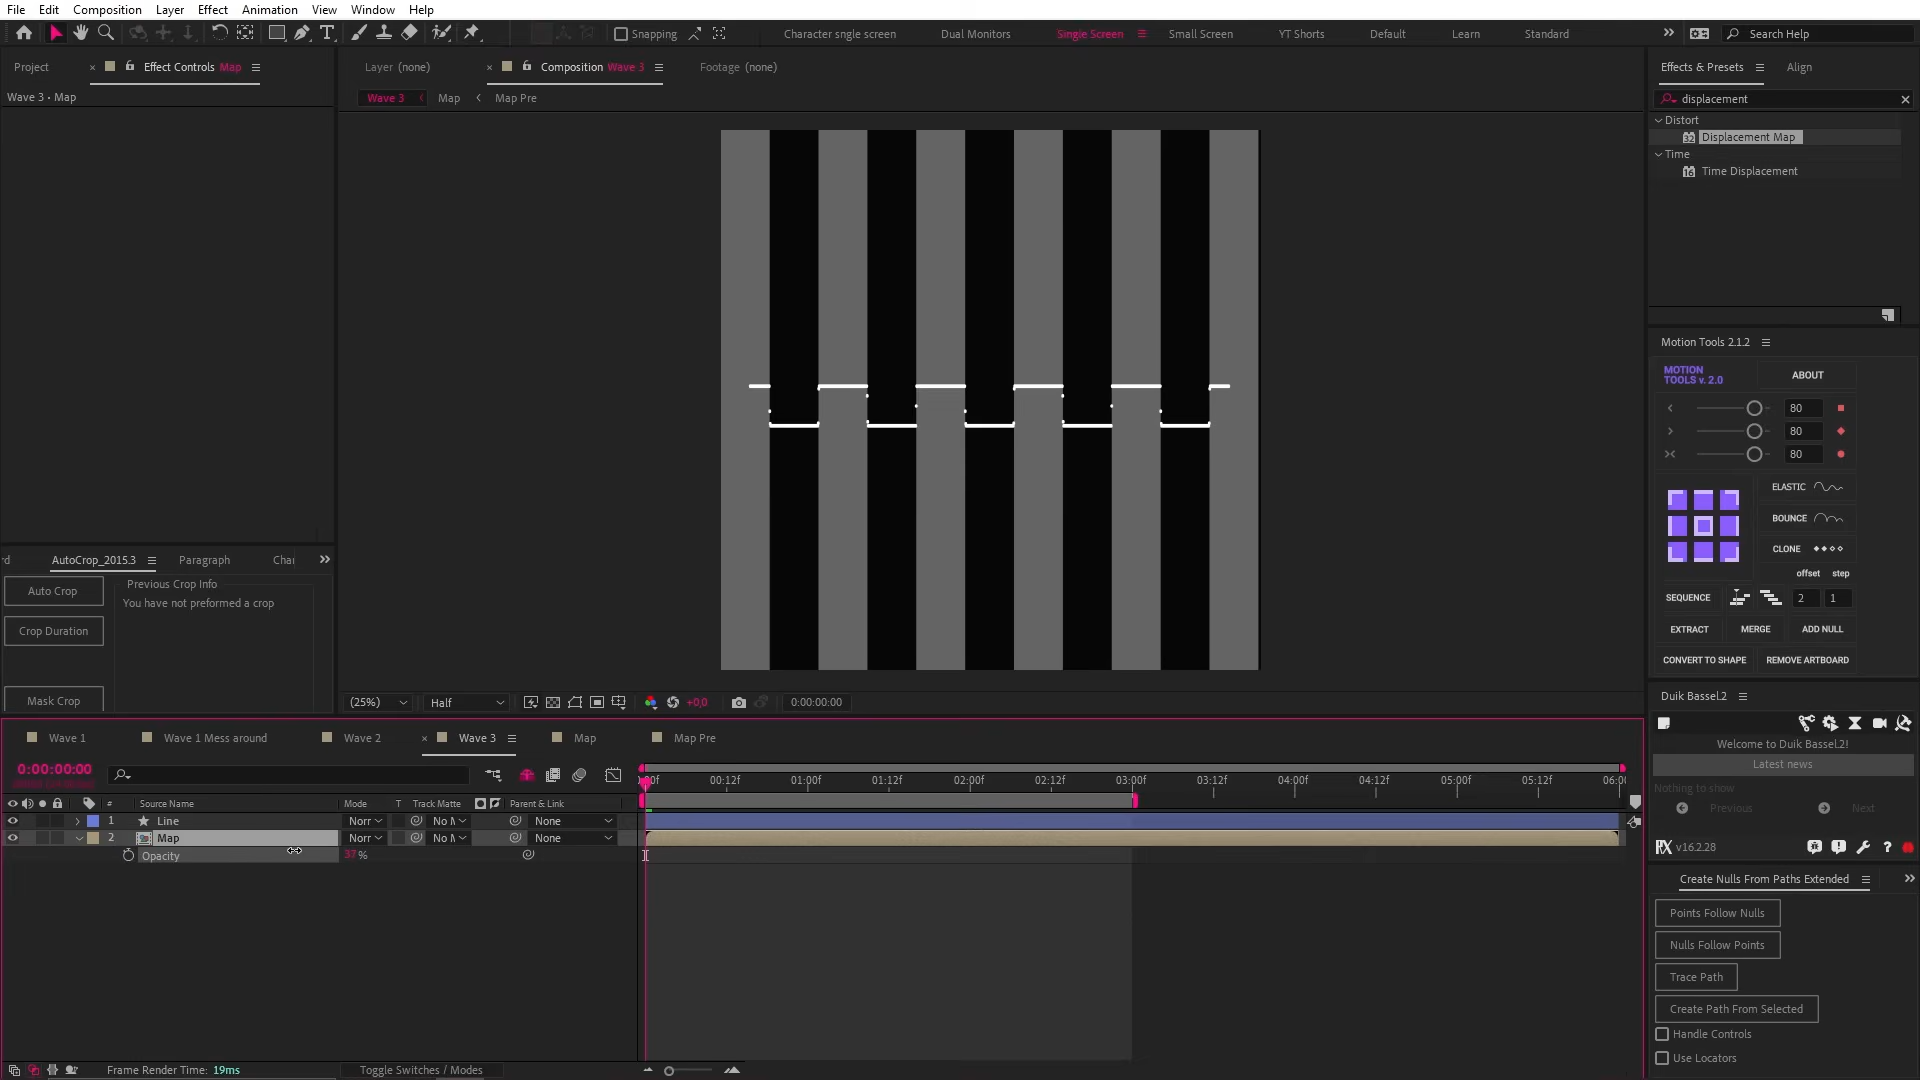 File Edit Composition Layer Effect Animation View Window Help
Snapping Character sngle screen Dual Monitors Single Screen Small Screen YT Shorts Default Learn Standard Search Help
Project Effect Controls Map
Layer (none) Composition Wave 3 Footage (none)
Effects & Presets Align
Wave 3 • Map
Wave 3 Map Map Pre
displacement
Distort
32 Displacement Map
Time
16 Time Displacement
Motion Tools 2.1.2
MOTION
TOOLS v. 2.0
ABOUT
80
80
80
ELASTIC
BOUNCE
CLONE
offset step
SEQUENCE 2 1
EXTRACT MERGE ADD NULL
CONVERT TO SHAPE REMOVE ARTBOARD
AutoCrop_2015.3 Paragraph
Auto Crop
Crop Duration
Mask Crop
Previous Crop Info
You have not preformed a crop
(25%) Half +0,0 0:00:00:00
Duik Bassel.2
Welcome to Duik Bassel.2!
Latest news
Nothing to show
Previous Next
v16.2.28
Create Nulls From Paths Extended
Points Follow Nulls
Nulls Follow Points
Trace Path
Create Path From Selected
Handle Controls
Use Locators
Wave 1 Wave 1 Mess around Wave 2 Wave 3 Map Map Pre
0:00:00:00
00:12f 01:00f 01:12f 02:00f 02:12f 03:00f 03:12f 04:00f 04:12f 05:00f 05:12f
# Source Name Mode T Track Matte Parent & Link
1 Line Norr No None
2 Map Norr No None
Opacity 37 %
Frame Render Time: 19ms Toggle Switches / Modes